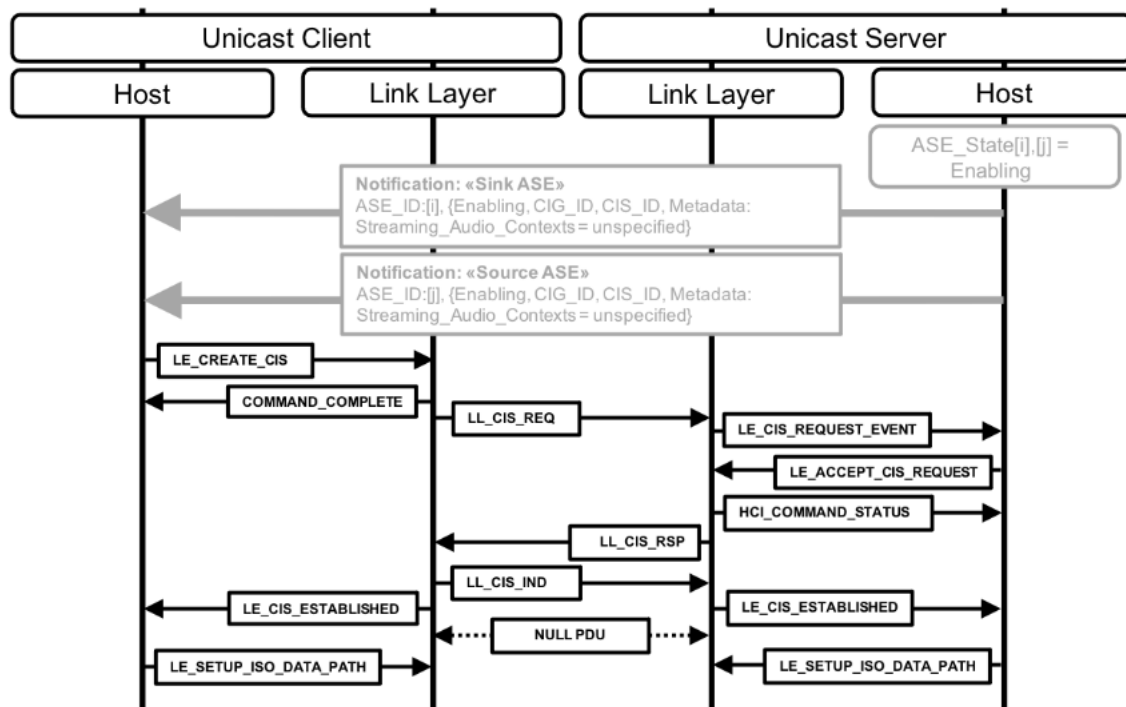 Unicast Client
Unicast Server
Host
Link Layer
Link Layer
Host
ASE_State[i],[j] =
Enabling
Notification: «Sink ASE»
ASE_ID:[i], {Enabling, CIG_ID, CIS_ID, Metadata:
Streaming_Audio_Contexts = unspecified}
Notification: «Source ASE»
ASE_ID:[j], {Enabling, CIG_ID, CIS_ID, Metadata:
Streaming_Audio_Contexts = unspecified}
LE_CREATE_CIS
COMMAND_COMPLETE
LL_CIS_REQ
LE_CIS_REQUEST_EVENT
LE_ACCEPT_CIS_REQUEST
HCI_COMMAND_STATUS
LL_CIS_RSP
LL_CIS_IND
LE_CIS_ESTABLISHED
LE_CIS_ESTABLISHED
NULL PDU
LE_SETUP_ISO_DATA_PATH
LE_SETUP_ISO_DATA_PATH